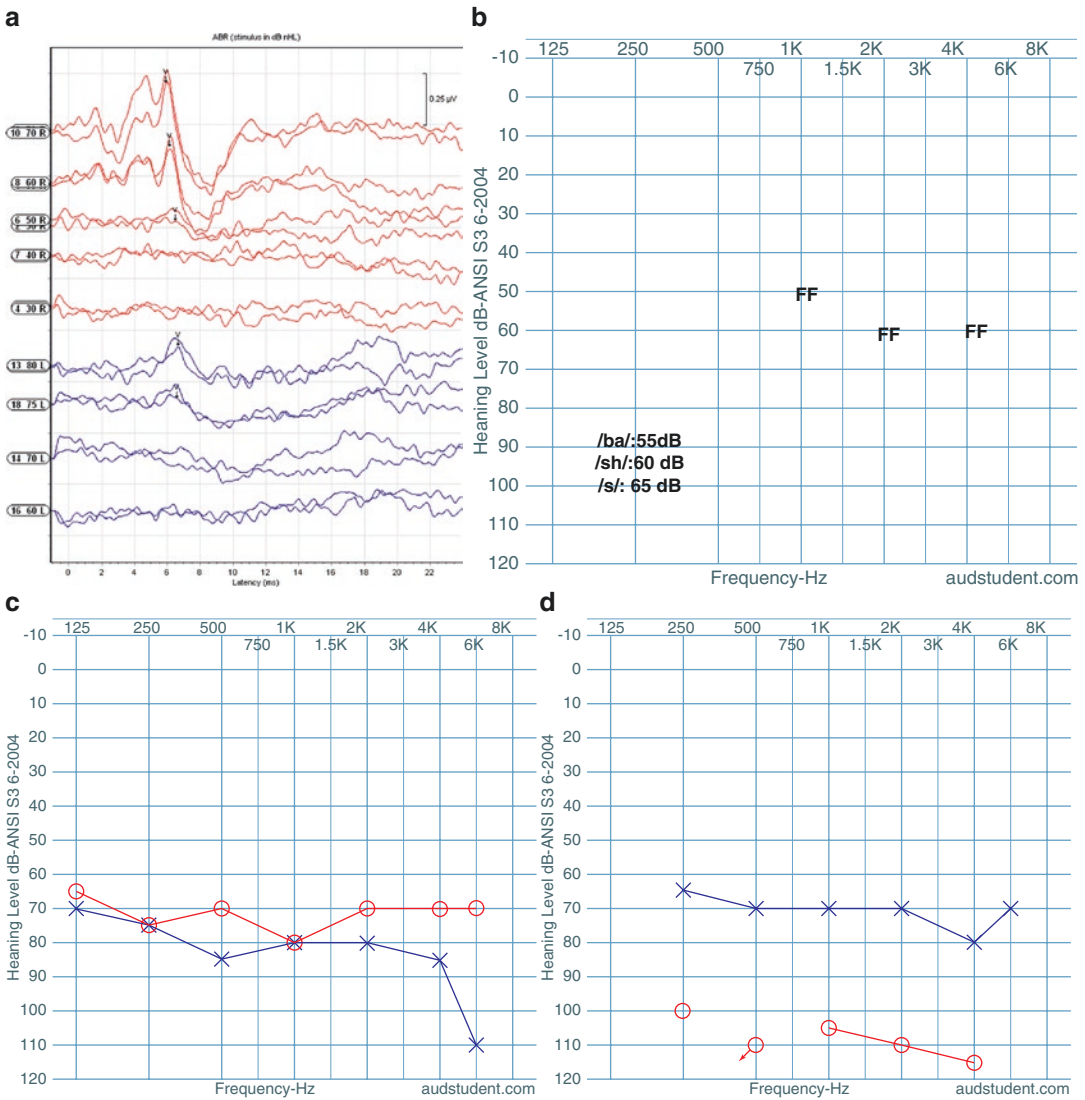 a
ABR (stimulus in dB nHL)
V
0.25 µV
10 70 R
V
8 60 R
V
6 50 R
7 40 R
4 30 R
V
13 80 L
V
18 75 L
14 70 L
16 60 L
0 2 4 6 8 10 12 14 16 18 20 22
Latency (ms)
b
125 250 500 1K 2K 4K 8K
750 1.5K 3K 6K
-10
0
10
20
30
40
50
60
70
80
90
100
110
120
Heaning Level dB-ANSI S3 6-2004
FF
FF
FF
/ba/:55dB
/sh/:60 dB
/s/: 65 dB
Frequency-Hz audstudent.com
c
125 250 500 1K 2K 4K 8K
750 1.5K 3K 6K
-10
0
10
20
30
40
50
60
70
80
90
100
110
120
Heaning Level dB-ANSI S3 6-2004
Frequency-Hz audstudent.com
d
125 250 500 1K 2K 4K 8K
750 1.5K 3K 6K
-10
0
10
20
30
40
50
60
70
80
90
100
110
120
Heaning Level dB-ANSI S3 6-2004
Frequency-Hz audstudent.com